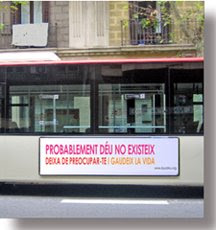 PROBABLEMENT DÉU NO EXISTEIX
DEIXA DE PREOCUPAR-TE I GAUDEIX LA VIDA